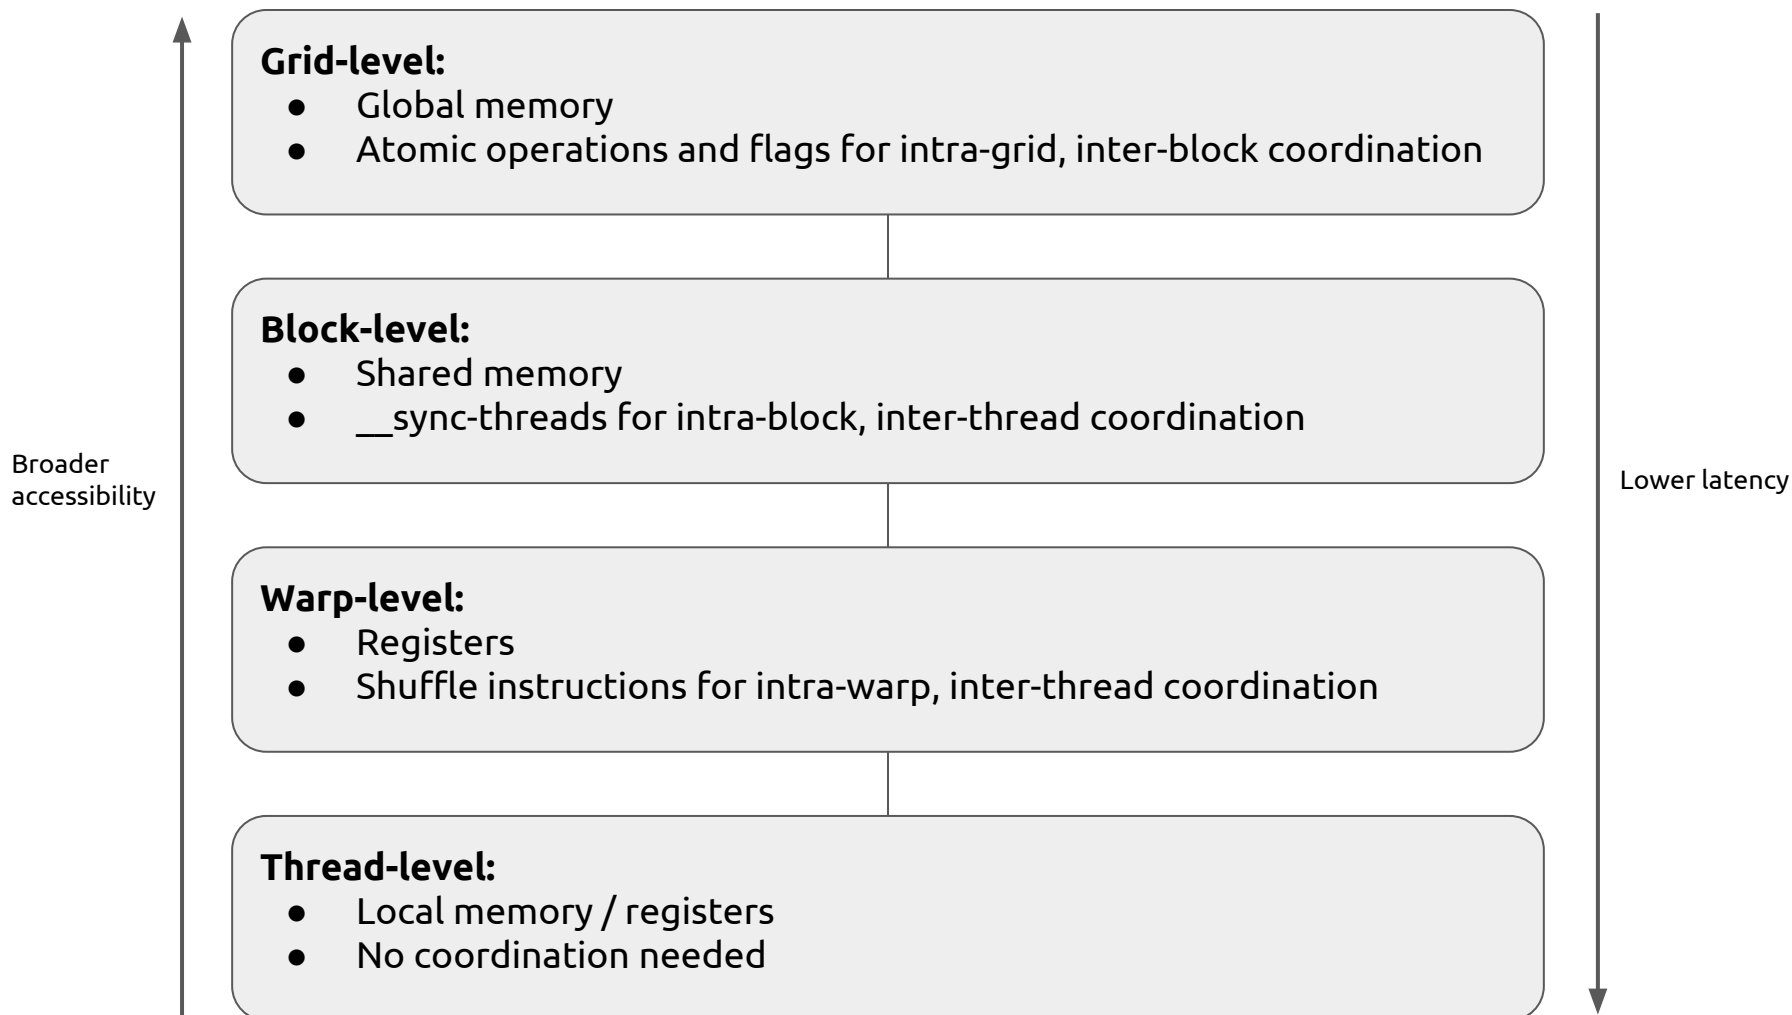 Grid-level:
● Global memory
● Atomic operations and flags for intra-grid, inter-block coordination
Block-level:
● Shared memory
● __sync-threads for intra-block, inter-thread coordination
Broader
accessibility
Lower latency
Warp-level:
● Registers
● Shuffle instructions for intra-warp, inter-thread coordination
Thread-level:
● Local memory / registers
● No coordination needed